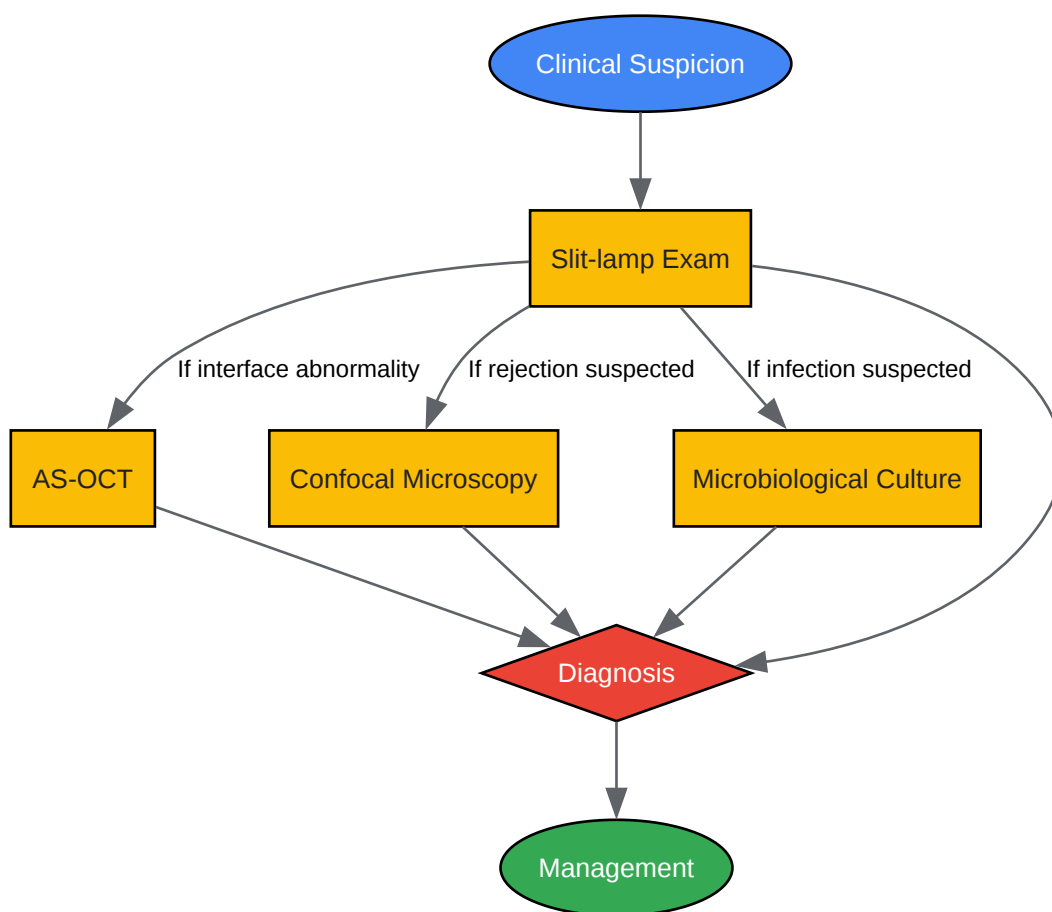 Clinical Suspicion
Slit-lamp Exam
If interface abnormality
If rejection suspected
If infection suspected
AS-OCT
Confocal Microscopy
Microbiological Culture
Diagnosis
Management